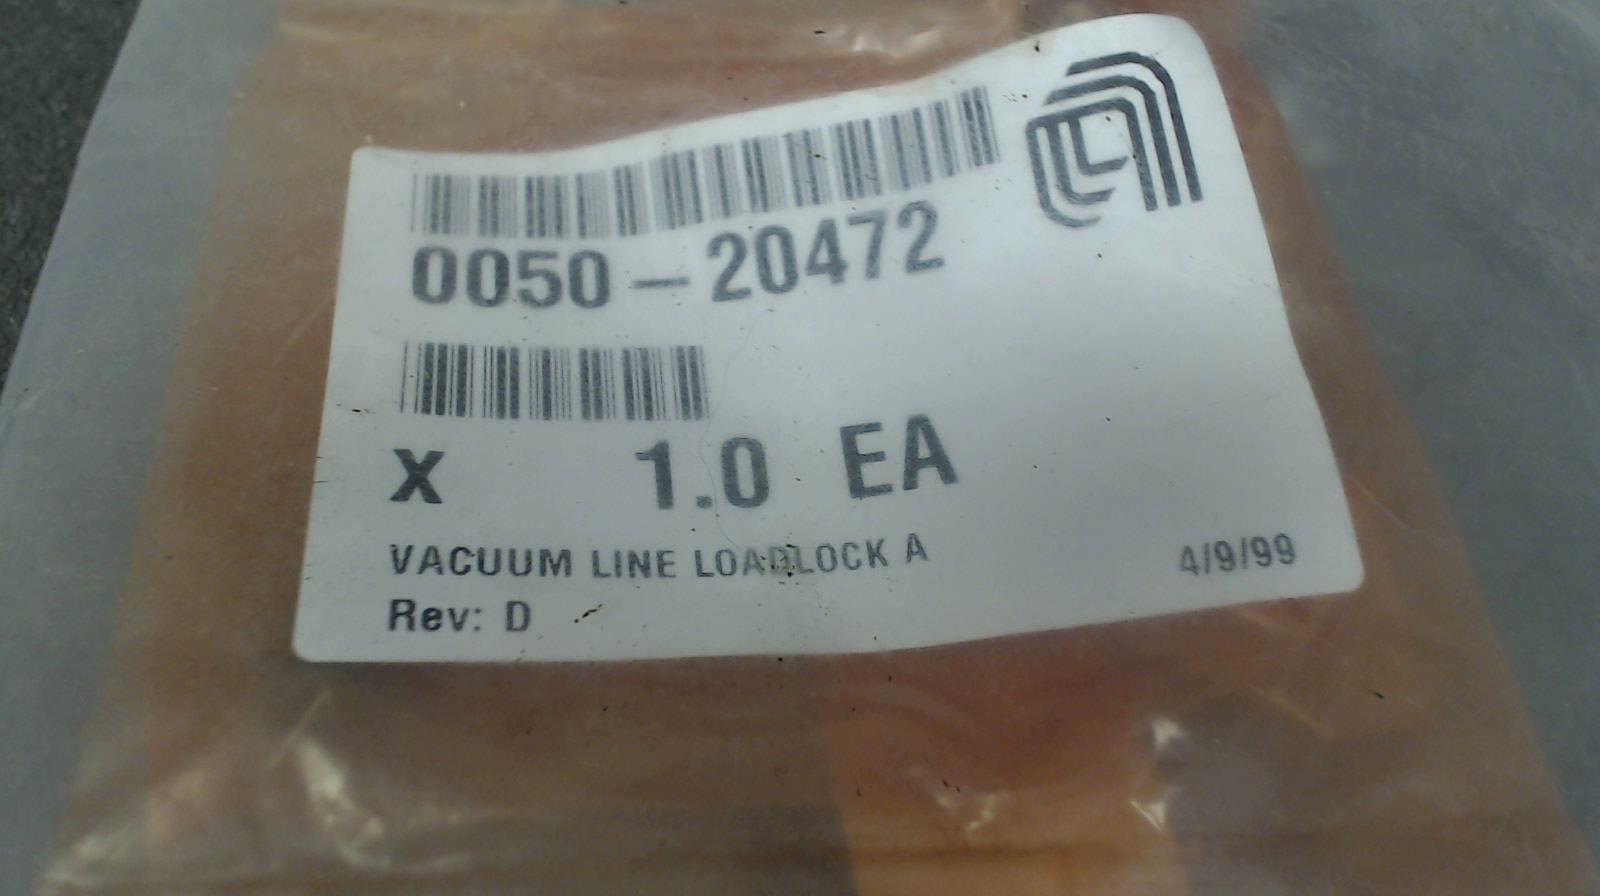 0050-20472
X 1.0 EA
VACUUM LINE LOADLOCK A 4/9/99
Rev: D